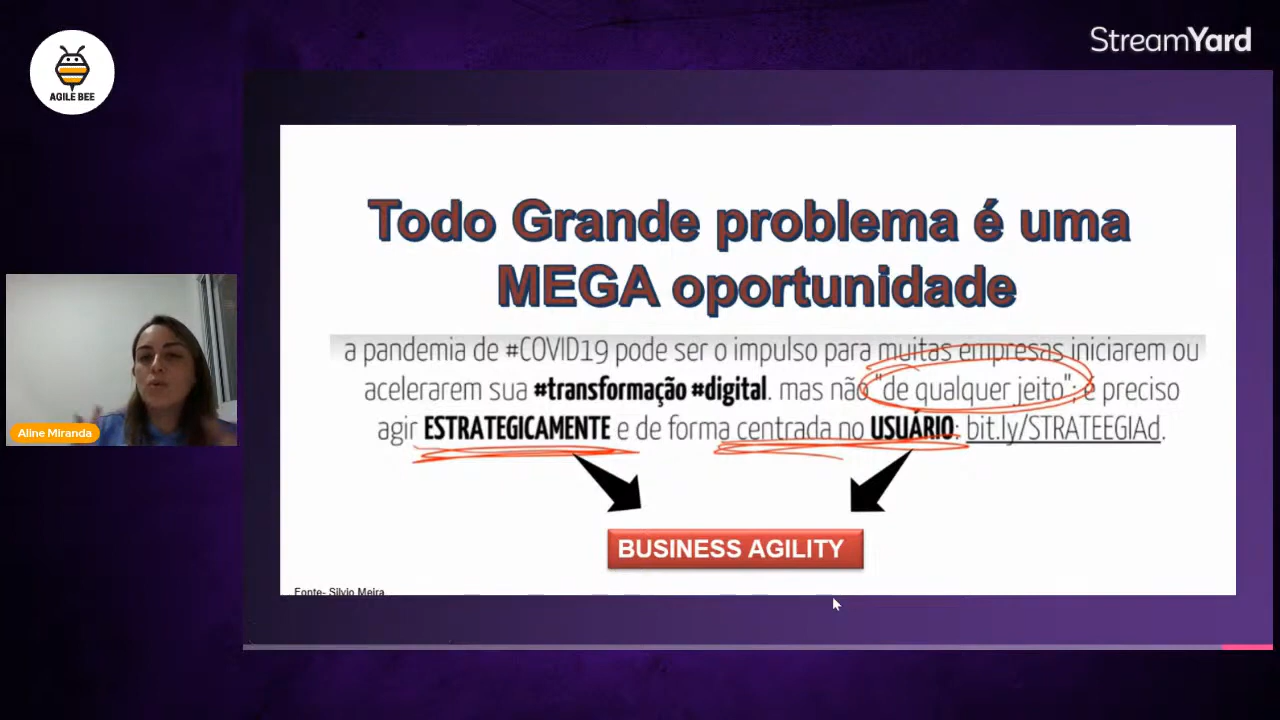 AGILE BEE
StreamYard
Todo Grande problema é uma
MEGA oportunidade
a pandemia de #COVID19 pode ser o impulso para muitas empresas iniciarem ou
acelerarem sua #transformação #digital. mas não "de qualquer jeito"; é preciso
agir ESTRATEGICAMENTE e de forma centrada no USUÁRIO: bit.ly/STRATEEGIAd.
BUSINESS AGILITY
Fonte- Silvio Meira
Aline Miranda